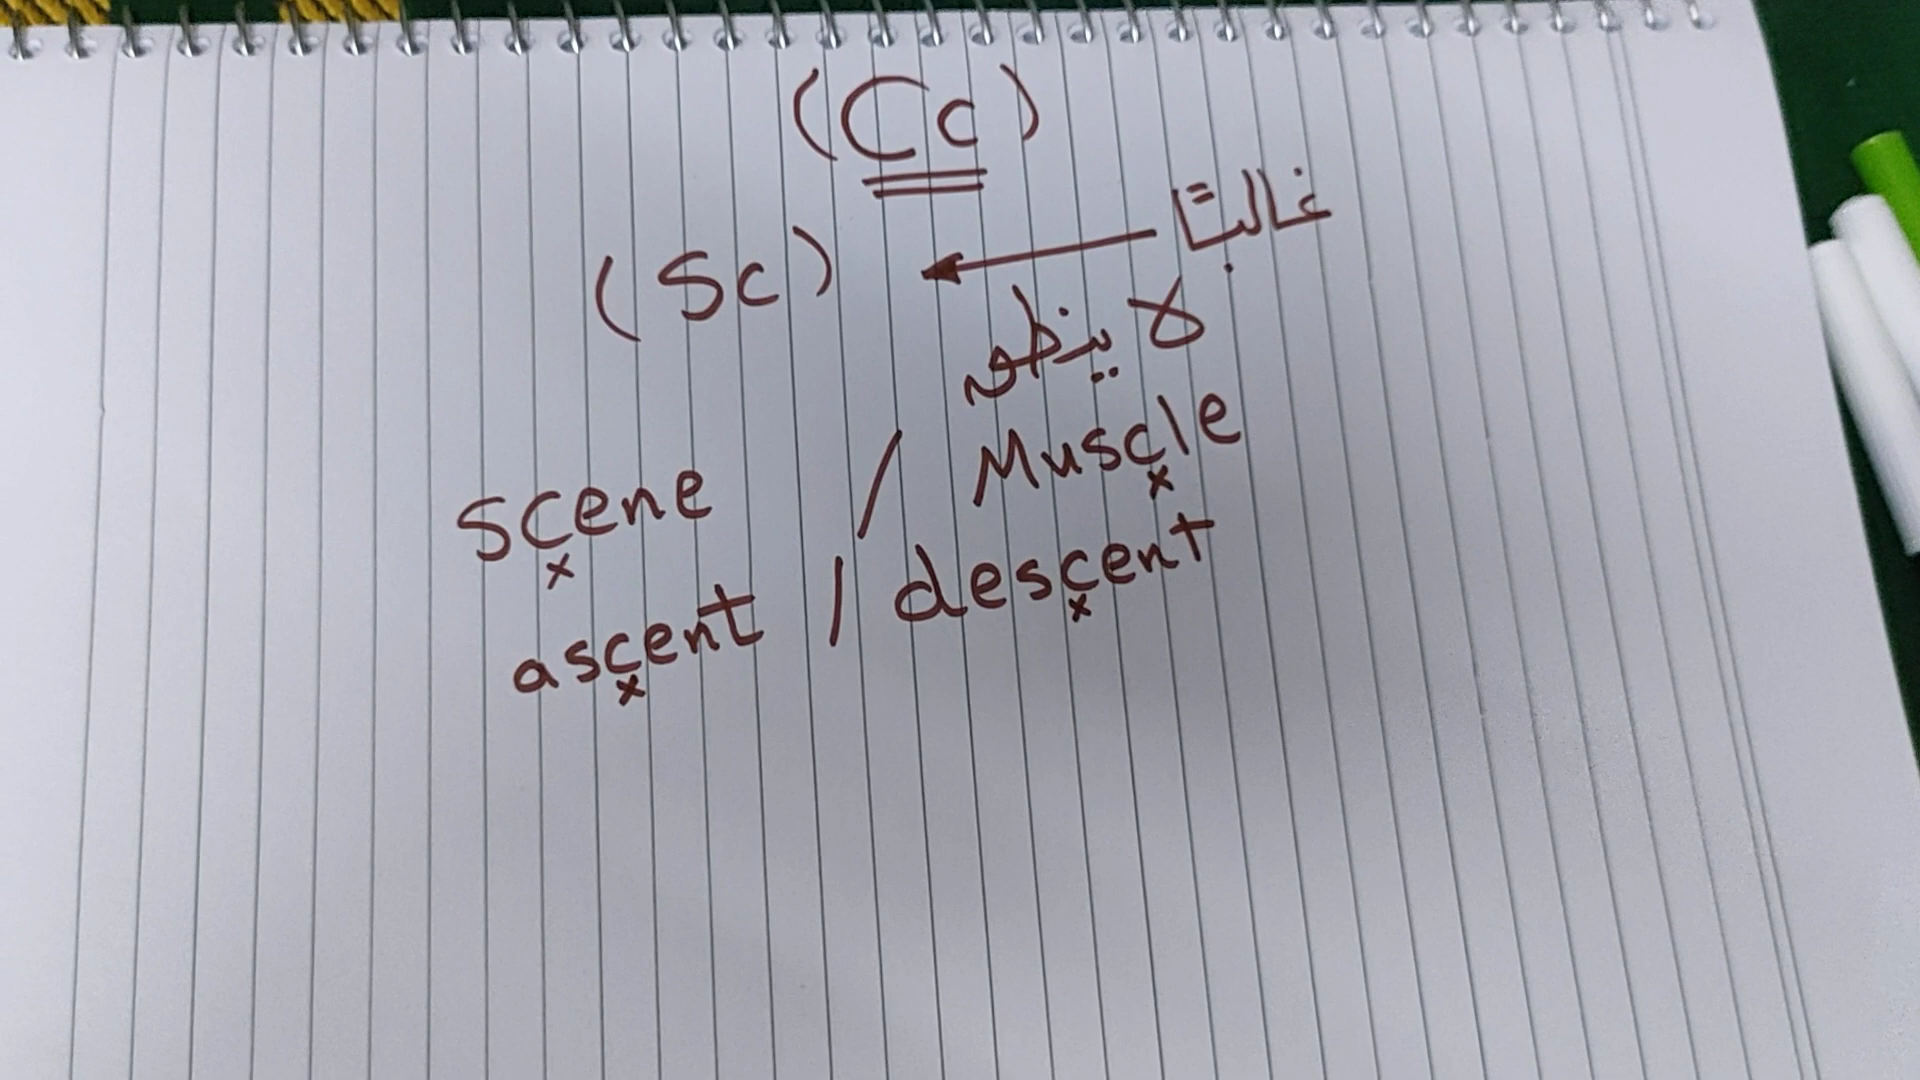 (Cc)
(Sc) ← غالبًا
لا ينطق
Scene / Muscle
ascent / descent